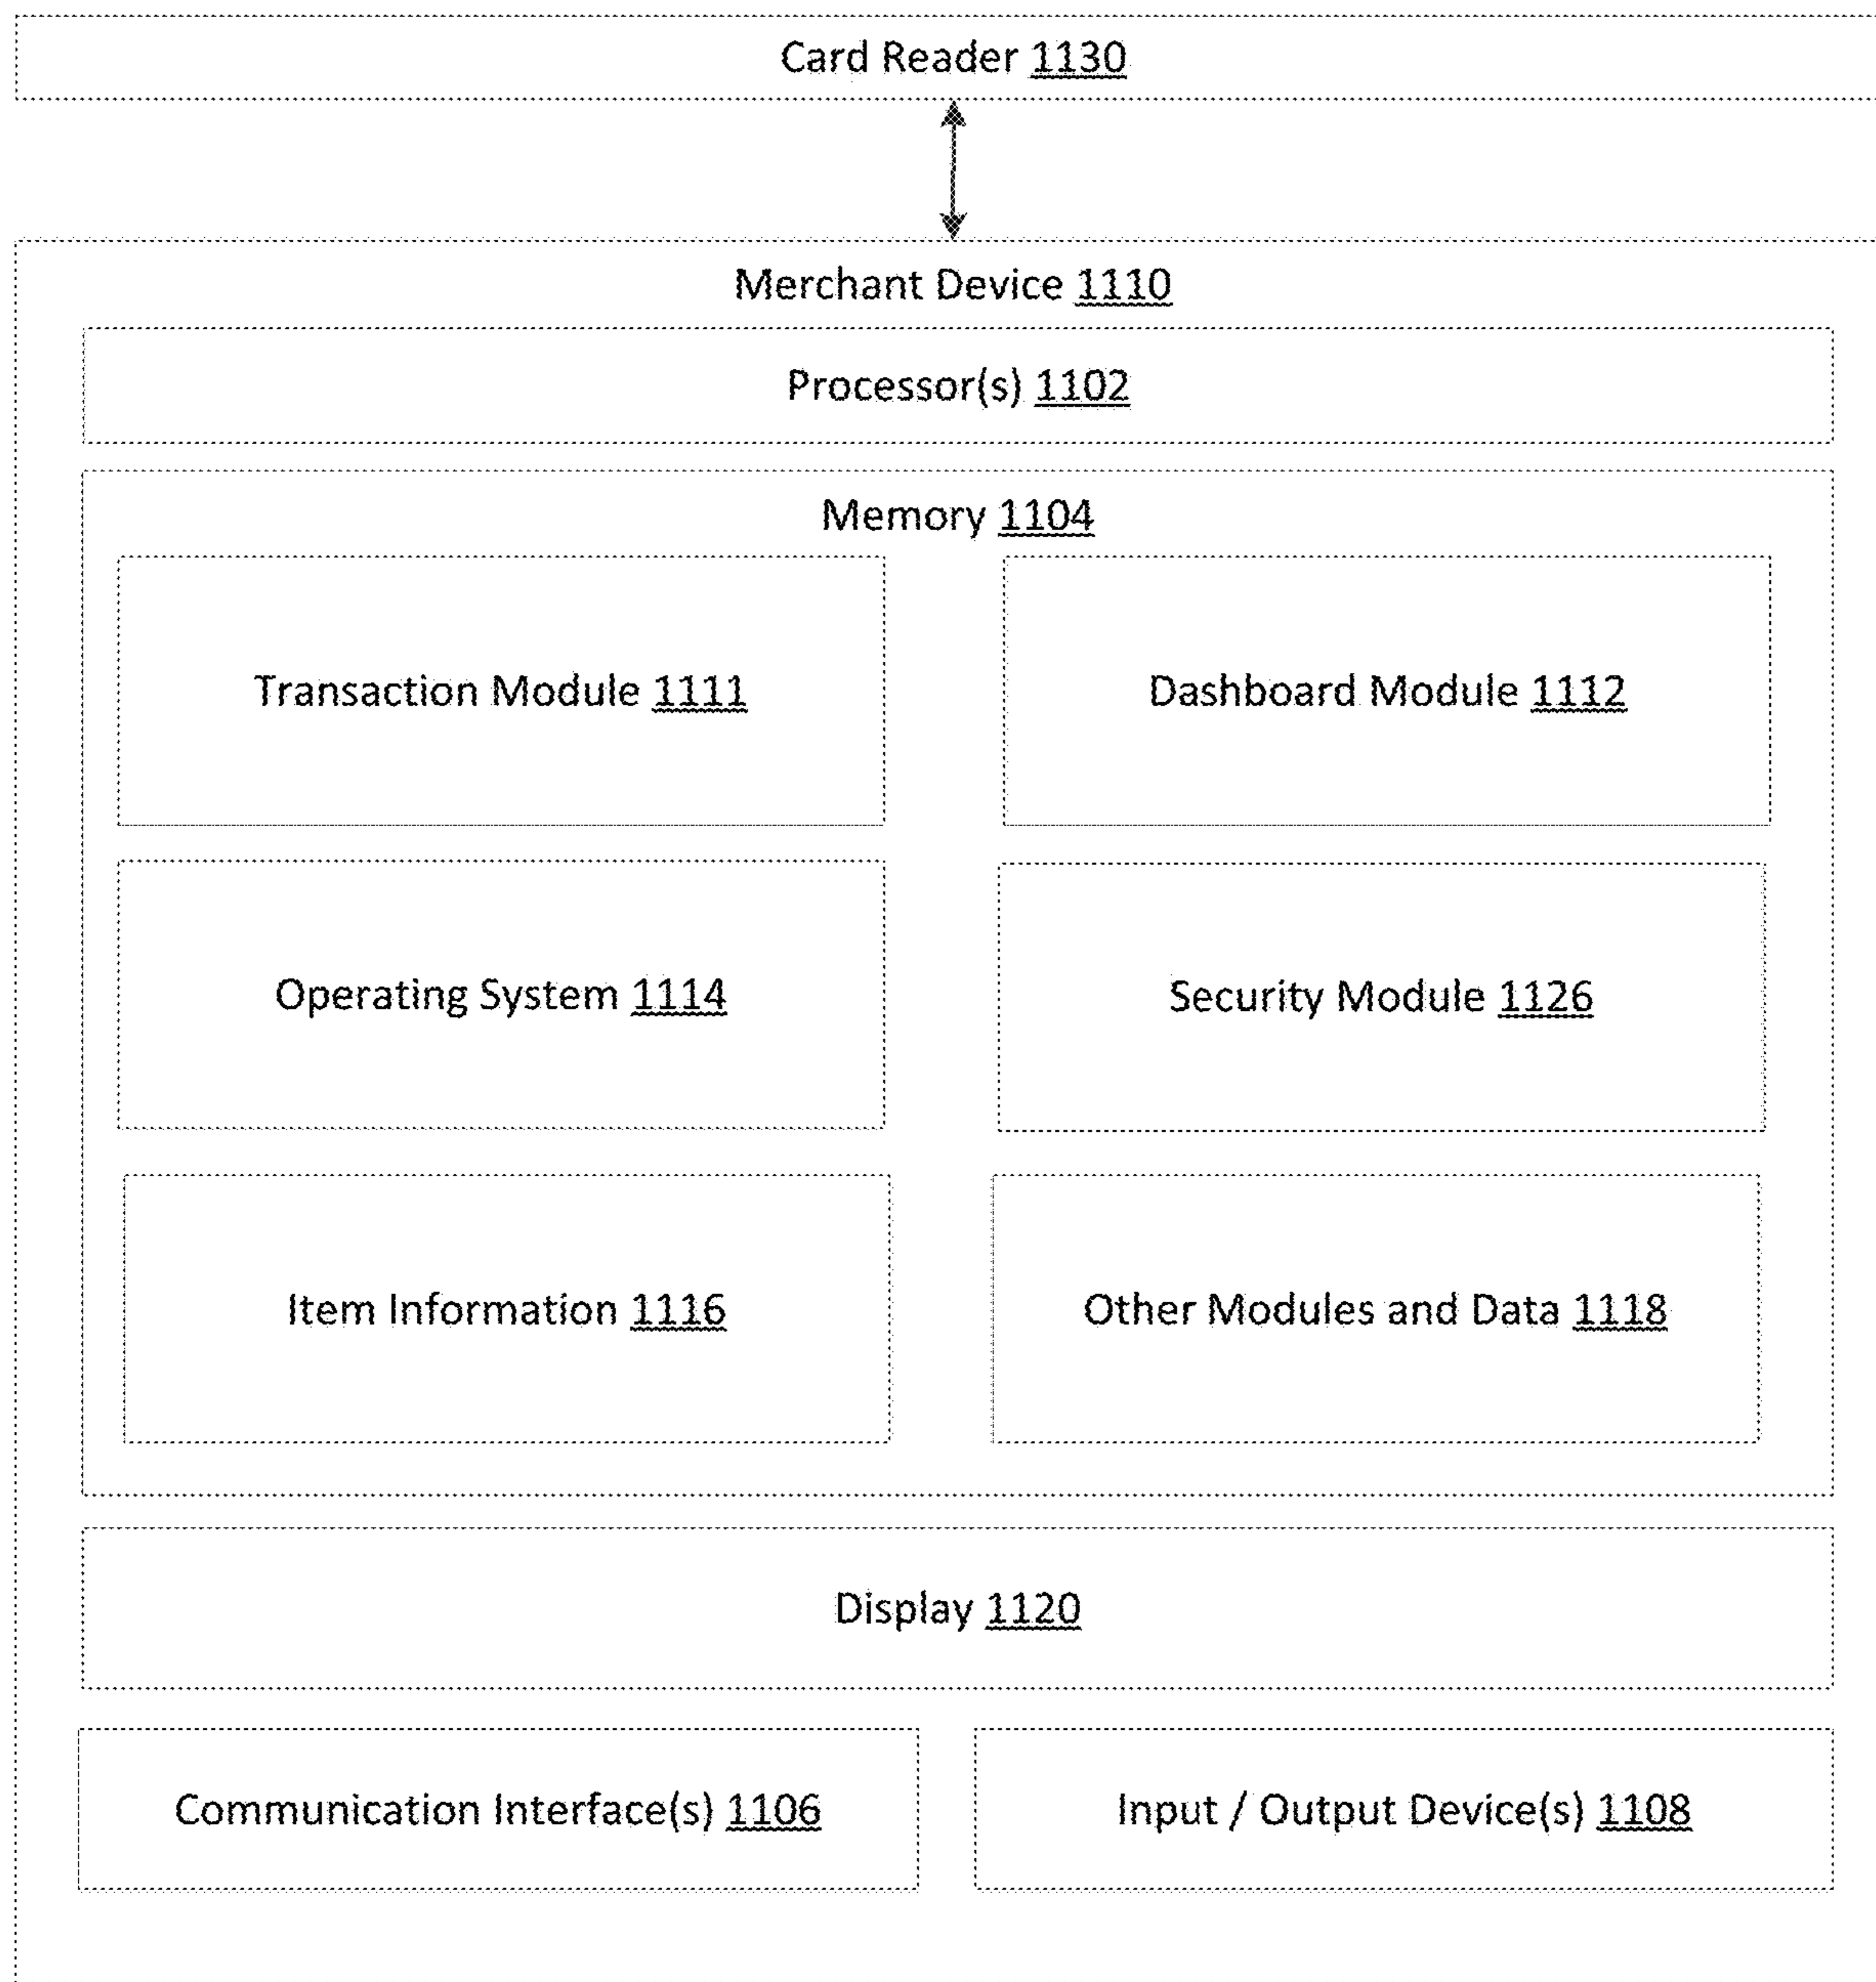 Card Reader 1130
Merchant Device 1110
Processor(s) 1102
Memory 1104
Transaction Module 1111
Dashboard Module 1112
Operating System 1114
Security Module 1126
Item Information 1116
Other Modules and Data 1118
Display 1120
Communication Interface(s) 1106
Input / Output Device(s) 1108